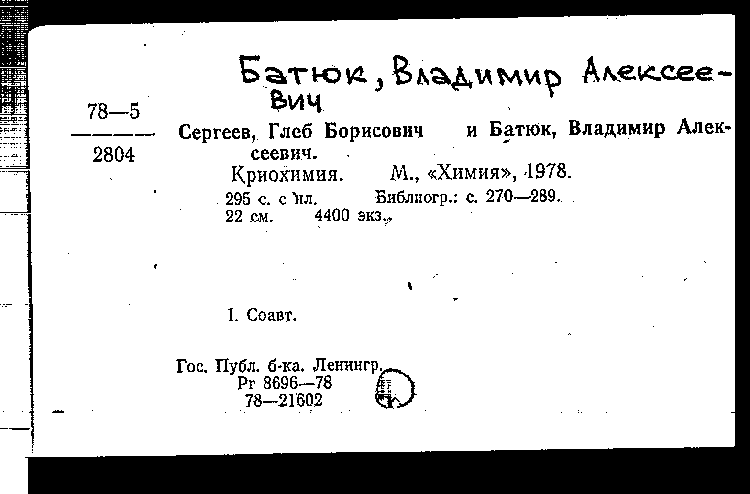 Батюк, Владимир Алексее-
вич
78—5
2804
Сергеев, Глеб Борисович и Батюк, Владимир Алек-
сеевич.
Криохимия. М., «Химия», 1978.
295 с. с ил. Библиогр.: с. 270—289.
22 см. 4400 экз.
I. Соавт.
Гос. Публ. б-ка. Ленингр.
Рг 8696—78
78—21602